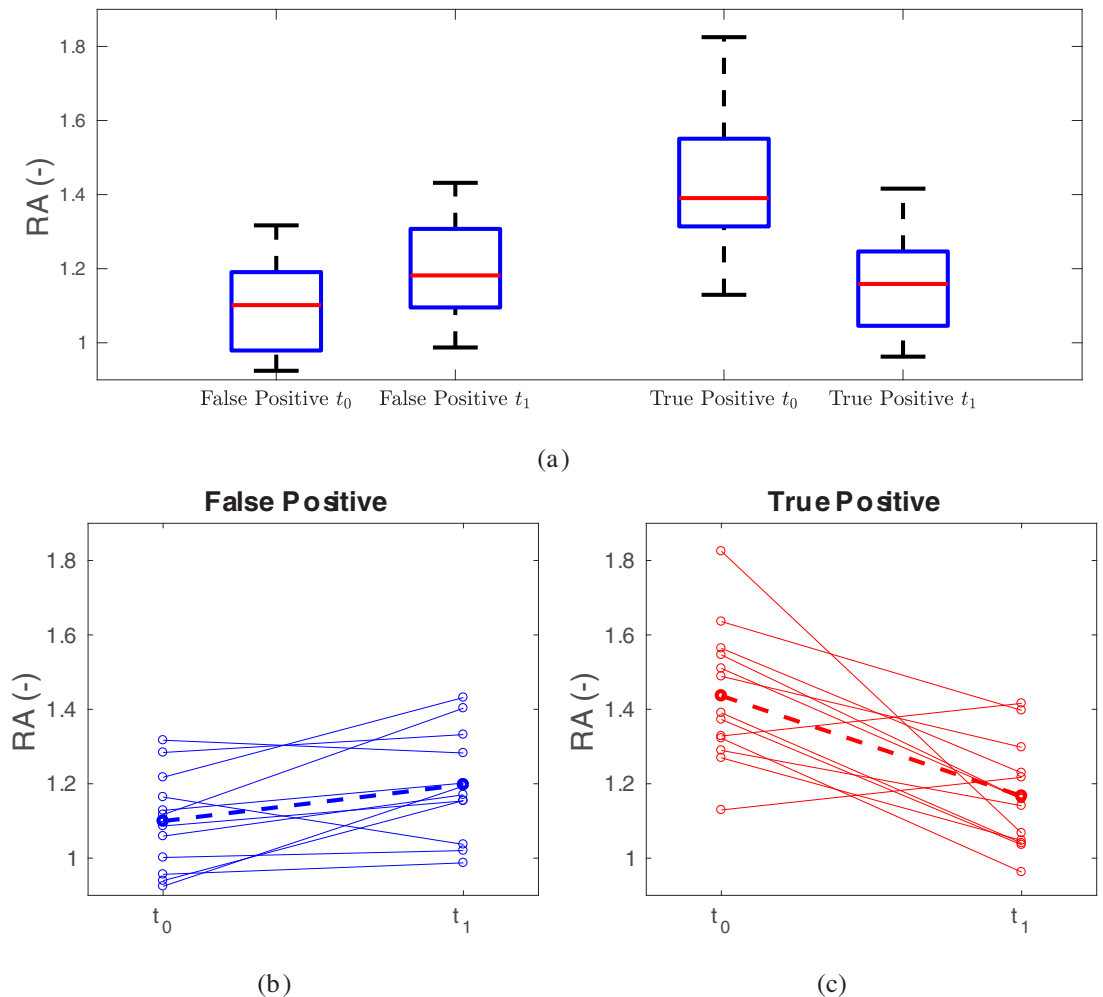 1.8
1.6
1.4
1.2
1
RA (-)
False Positive t0
False Positive t1
True Positive t0
True Positive t1
(a)
False Positive
True Positive
1.8
1.6
1.4
1.2
1
RA (-)
t0
t1
1.8
1.6
1.4
1.2
1
RA (-)
t0
t1
(b)
(c)